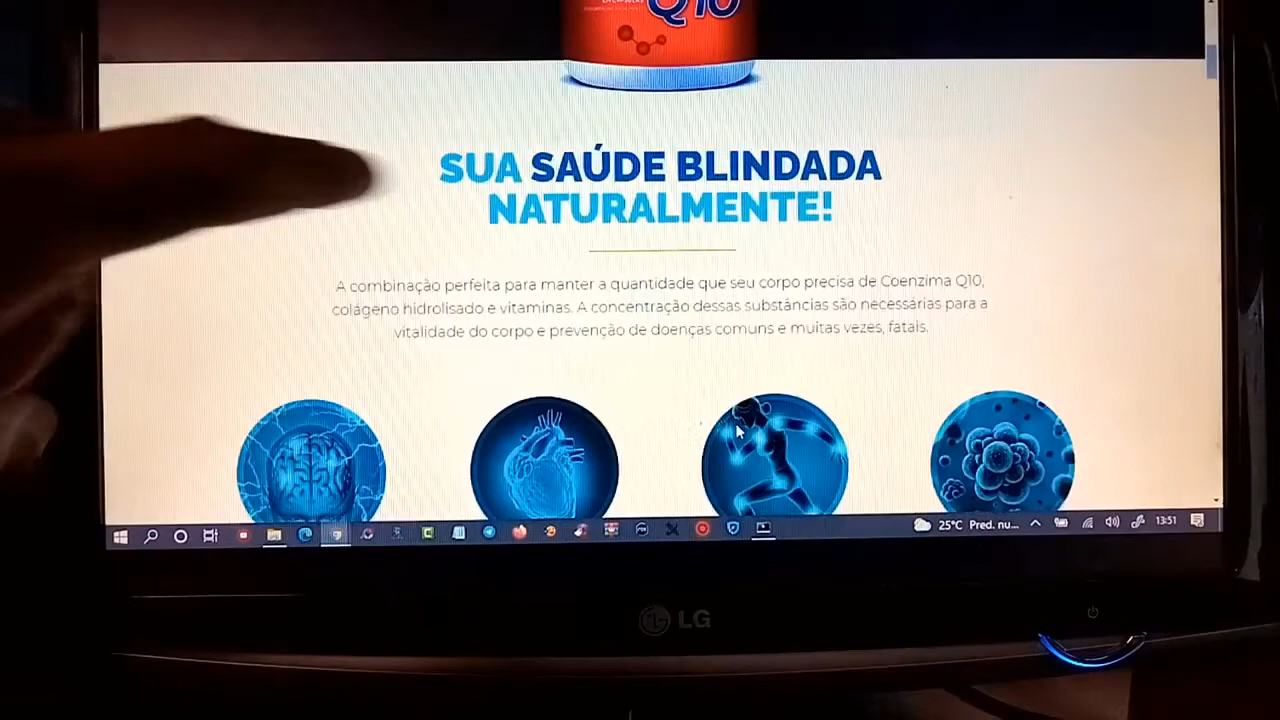 Q10
SUA SAÚDE BLINDADA
NATURALMENTE!
A combinação perfeita para manter a quantidade que seu corpo precisa de Coenzima Q10,
colágeno hidrolisado e vitaminas. A concentração dessas substâncias são necessárias para a
vitalidade do corpo e prevenção de doenças comuns e muitas vezes, fatais.
25°C Pred. nu... 13:51
LG